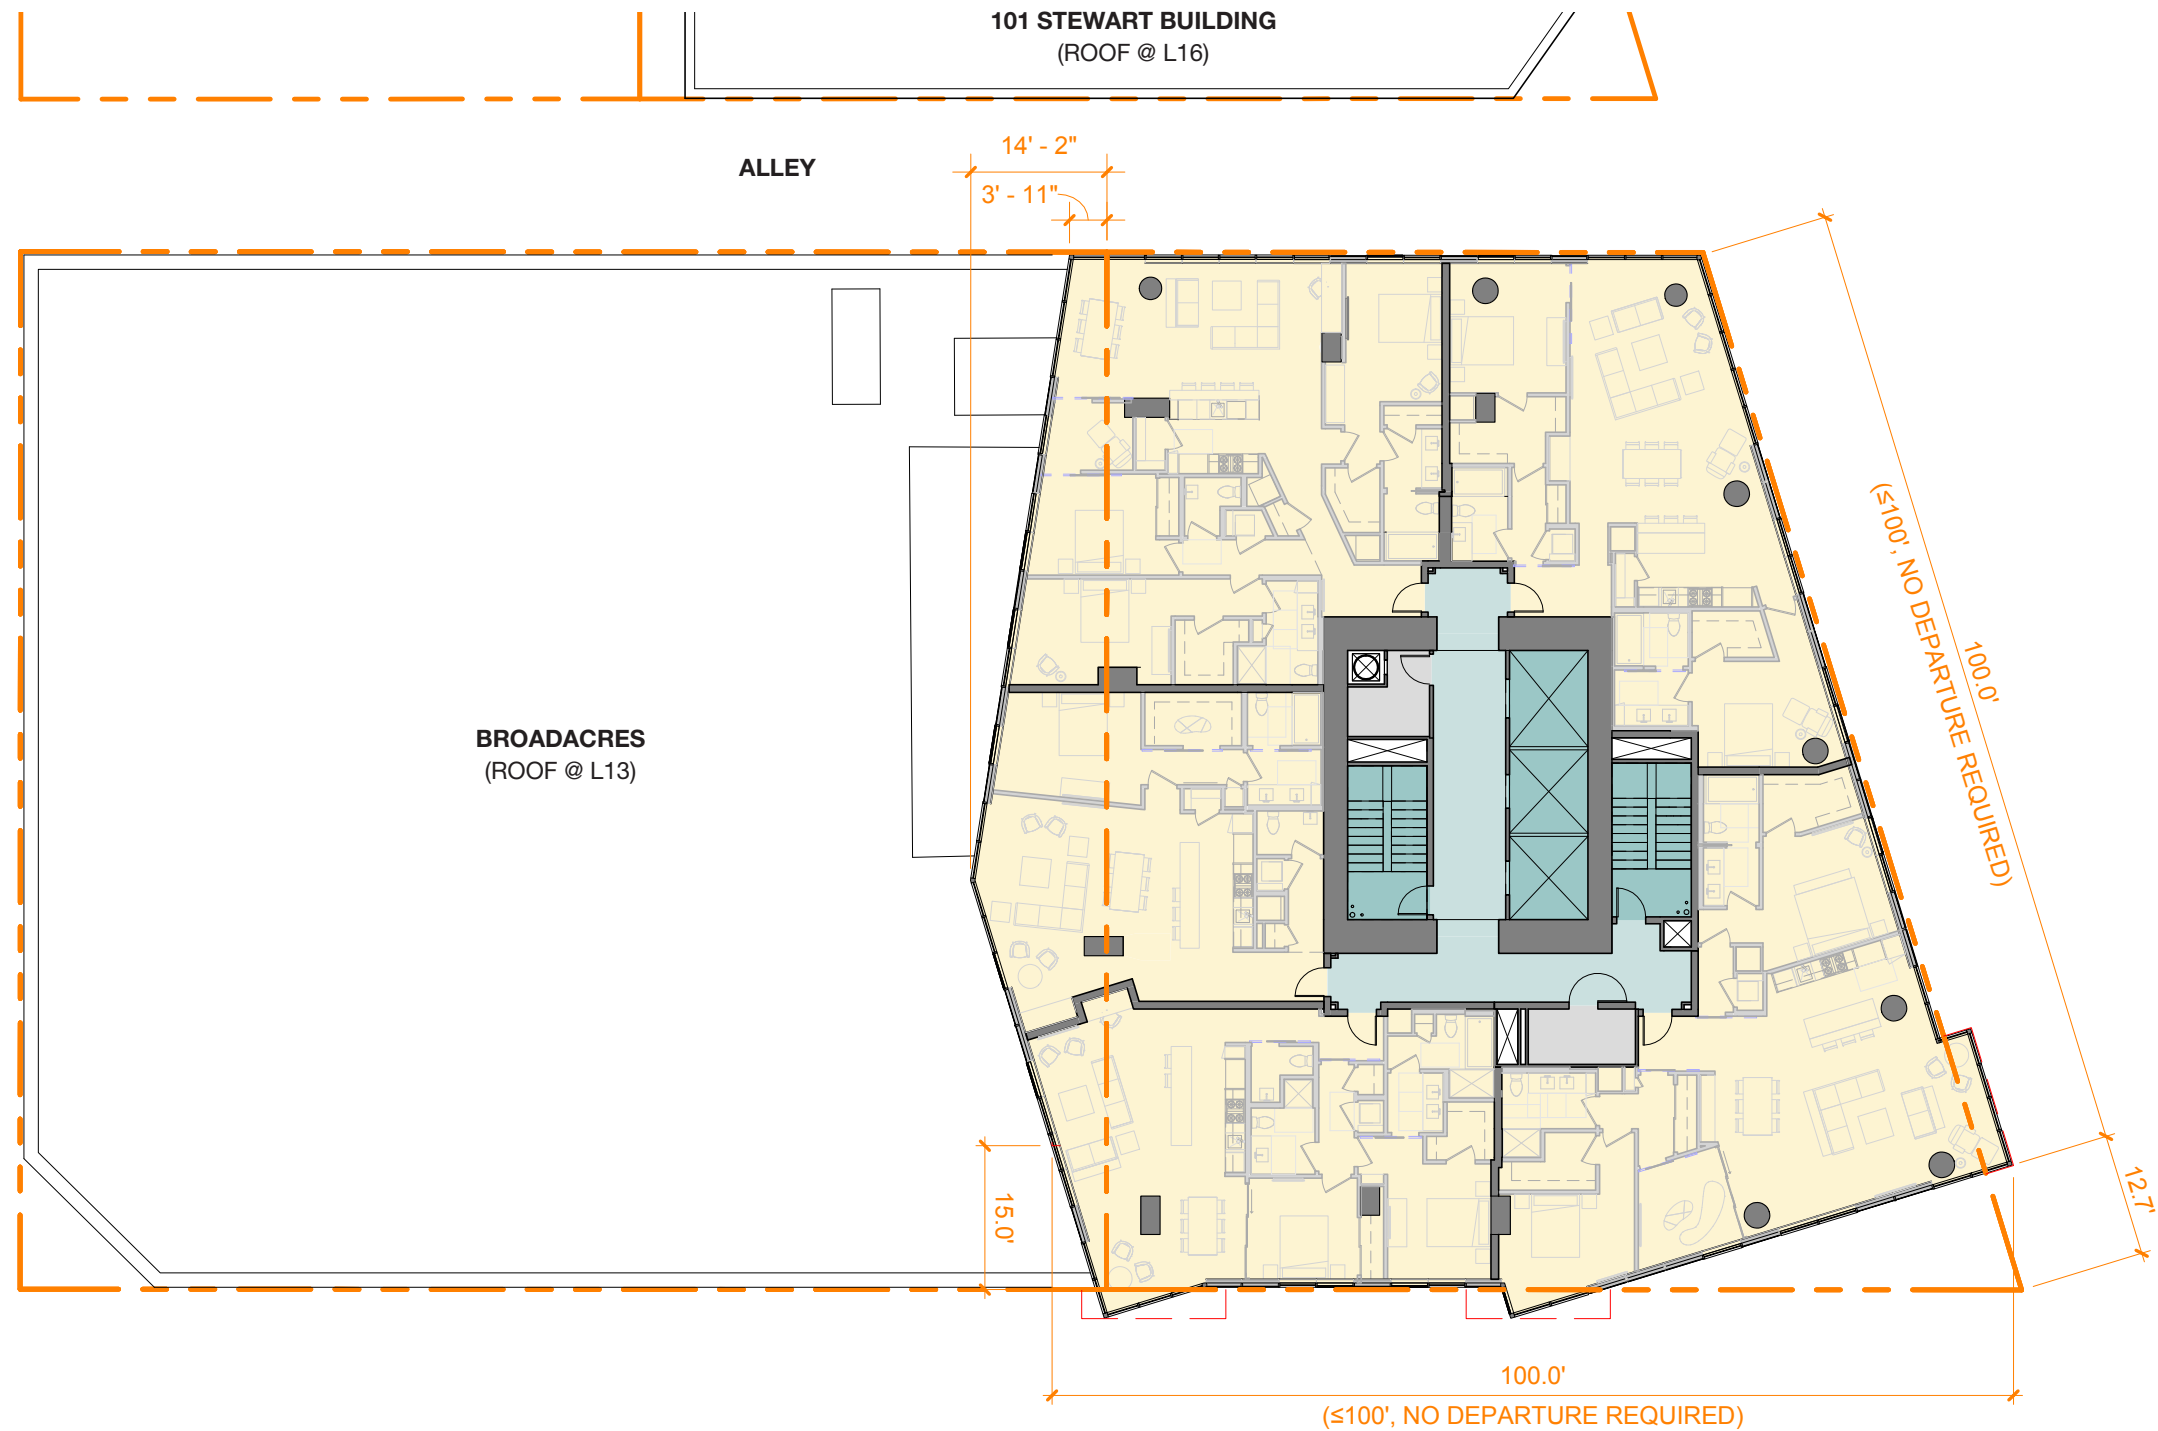 101 STEWART BUILDING
(ROOF @ L16)
14' - 2"
ALLEY
3' - 11"
(≤100', NO DEPARTURE REQUIRED)
100.0'
BROADACRES
(ROOF @ L13)
15.0'
12.7'
100.0'
(≤100', NO DEPARTURE REQUIRED)